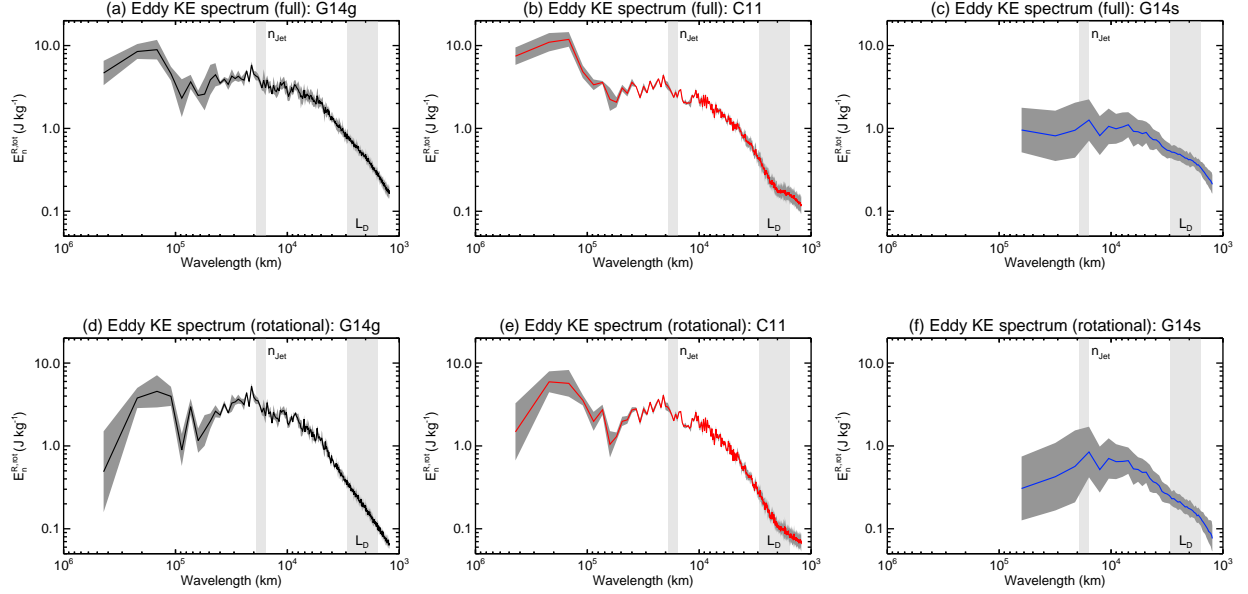 (a) Eddy KE spectrum (full): G14g
(b) Eddy KE spectrum (full): C11
(c) Eddy KE spectrum (full): G14s
n_Jet
n_Jet
n_Jet
10.0
1.0
0.1
10.0
1.0
0.1
10.0
1.0
0.1
E_n^{R,tot} (J kg^{-1})
E_n^{R,tot} (J kg^{-1})
E_n^{R,tot} (J kg^{-1})
L_D
L_D
L_D
10^6 10^5 10^4 10^3
10^6 10^5 10^4 10^3
10^6 10^5 10^4 10^3
Wavelength (km)
Wavelength (km)
Wavelength (km)
(d) Eddy KE spectrum (rotational): G14g
(e) Eddy KE spectrum (rotational): C11
(f) Eddy KE spectrum (rotational): G14s
n_Jet
n_Jet
n_Jet
10.0
1.0
0.1
10.0
1.0
0.1
10.0
1.0
0.1
E_n^{R,rot} (J kg^{-1})
E_n^{R,rot} (J kg^{-1})
E_n^{R,rot} (J kg^{-1})
L_D
L_D
L_D
10^6 10^5 10^4 10^3
10^6 10^5 10^4 10^3
10^6 10^5 10^4 10^3
Wavelength (km)
Wavelength (km)
Wavelength (km)